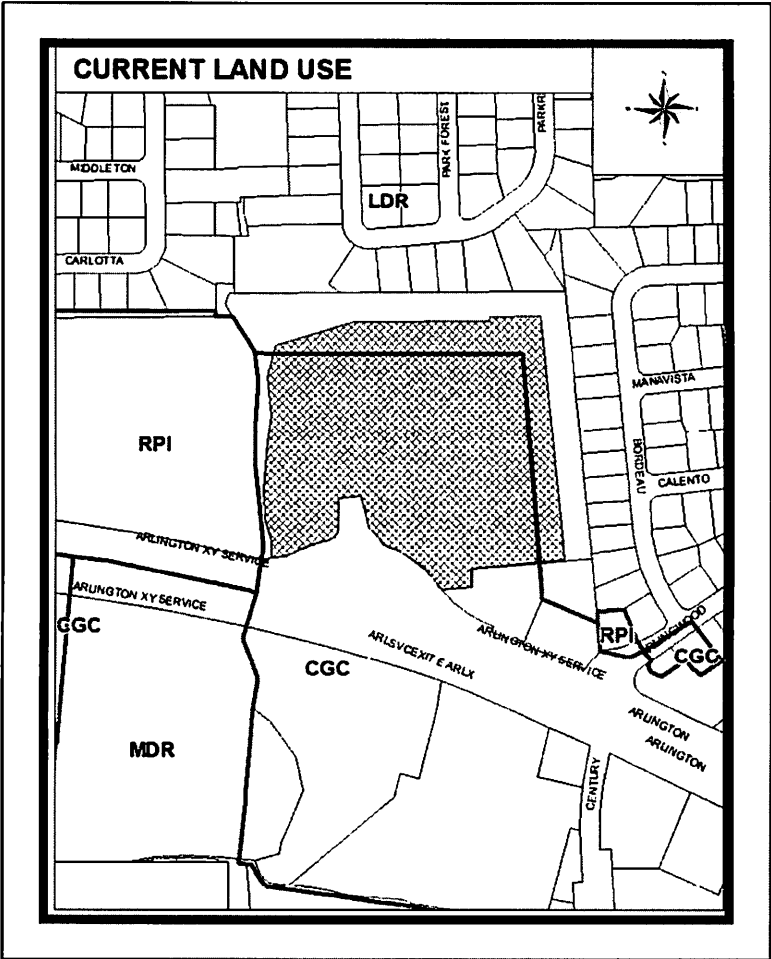 CURRENT LAND USE
PARK FOREST
MIDDLETON
LDR
CARLOTTA
MANAVISTA
RPI
BORDEAU
CALENTO
ARLINGTON XY SERVICE
ARLINGTON XY SERVICE
CGC
ARLSVCEXIT E ARLX
ARLINGTON XY SERVICE
RPI
CGC
CGC
MDR
ARLINGTON
ARLINGTON
CENTURY